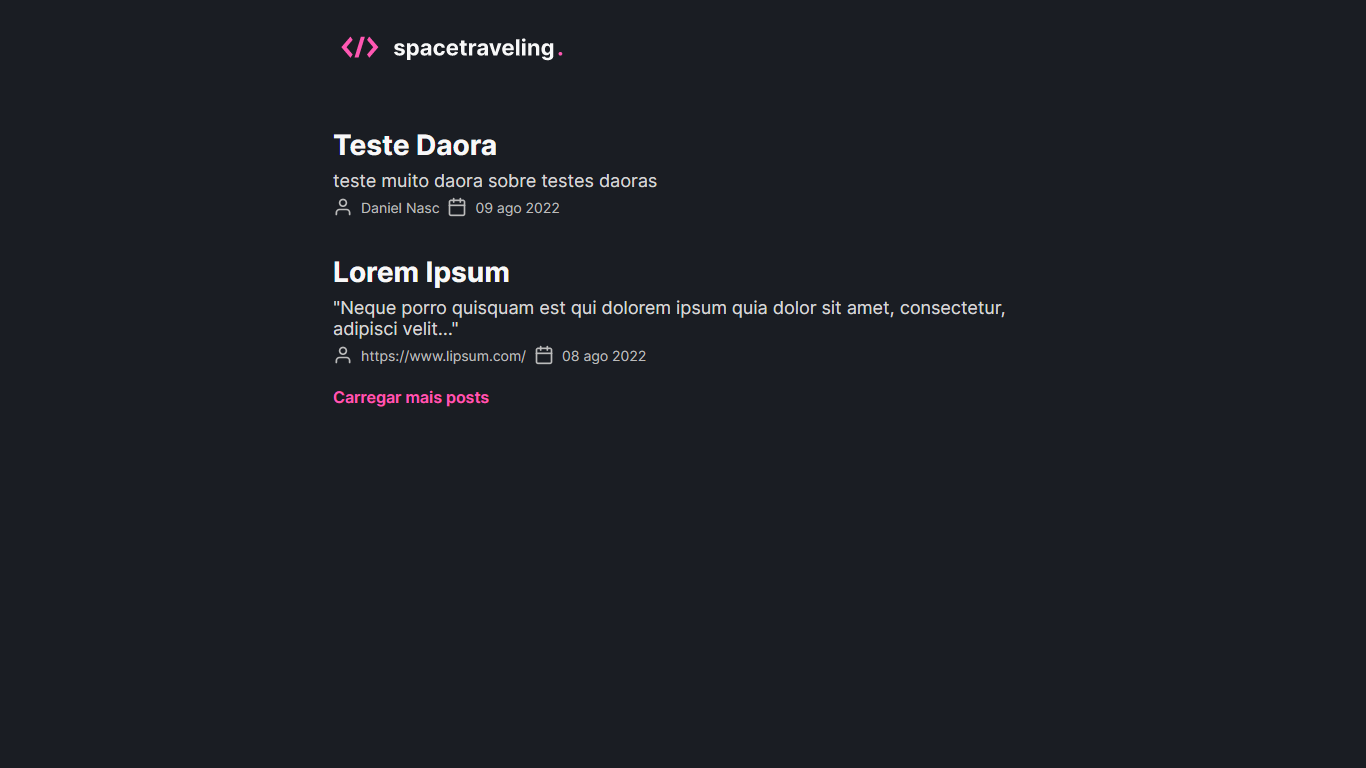 </> spacetraveling.
Teste Daora
teste muito daora sobre testes daoras
Daniel Nasc 09 ago 2022
Lorem Ipsum
"Neque porro quisquam est qui dolorem ipsum quia dolor sit amet, consectetur,
adipisci velit..."
https://www.lipsum.com/ 08 ago 2022
Carregar mais posts